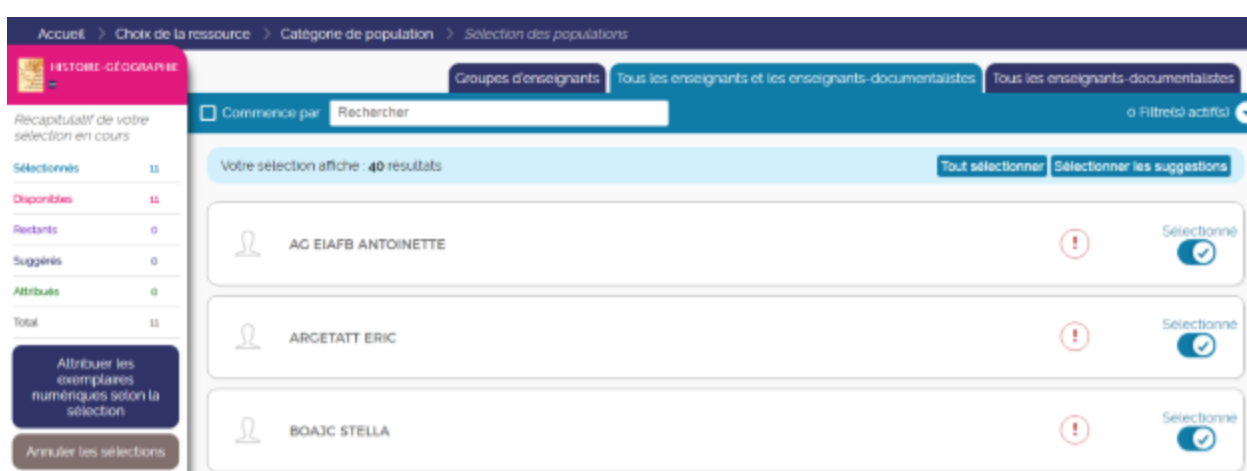 Accueil > Choix de la ressource > Catégorie de population > Sélection des populations
HISTOIRE-GÉOGRAPHIE
Récapitulatif de votre
sélection en cours
Sélectionnés 11
Disponibles 11
Restants 0
Suggérés 0
Attribués 0
Total 11
Attribuer les
exemplaires
numériques selon la
sélection
Annuler les sélections
Groupes d'enseignants
Tous les enseignants et les enseignants-documentalistes
Tous les enseignants-documentalistes
Commence par
Rechercher
0 Filtre(s) actif(s)
Votre sélection affiche : 40 résultats
Tout sélectionner
Sélectionner les suggestions
AG EIAFB ANTOINETTE
Sélectionné
ARGETATT ERIC
Sélectionné
BOAJC STELLA
Sélectionné